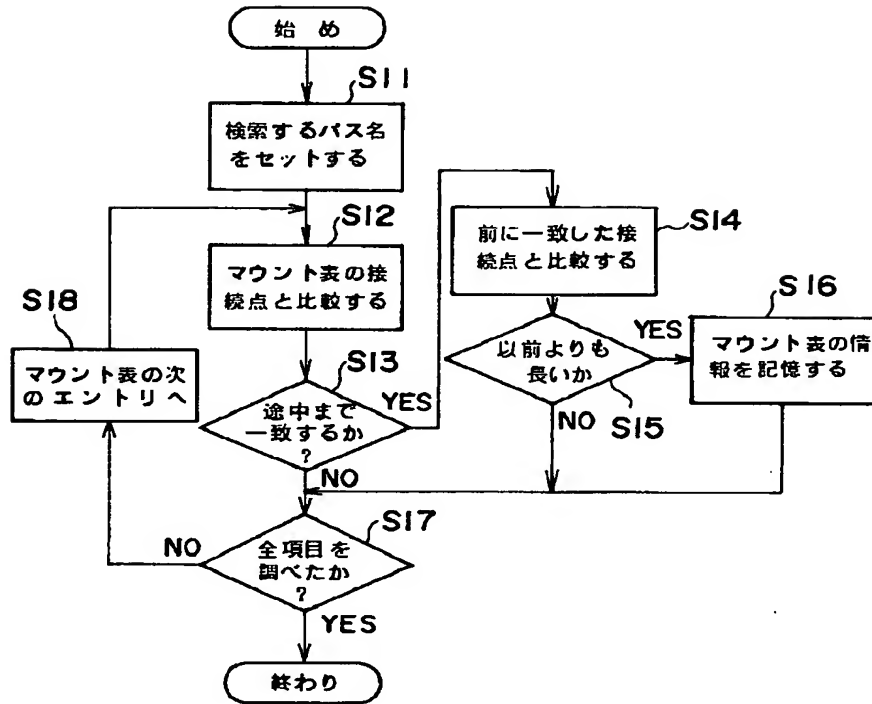 始め
S11
検索するパス名
をセットする
S12
マウント表の接
続点と比較する
S13
途中まで
一致するか
?
YES
NO
S14
前に一致した接
続点と比較する
S15
以前よりも
長いか
YES
NO
S16
マウント表の情
報を記憶する
S17
全項目を
調べたか
?
NO
YES
S18
マウント表の次
のエントリへ
終わり